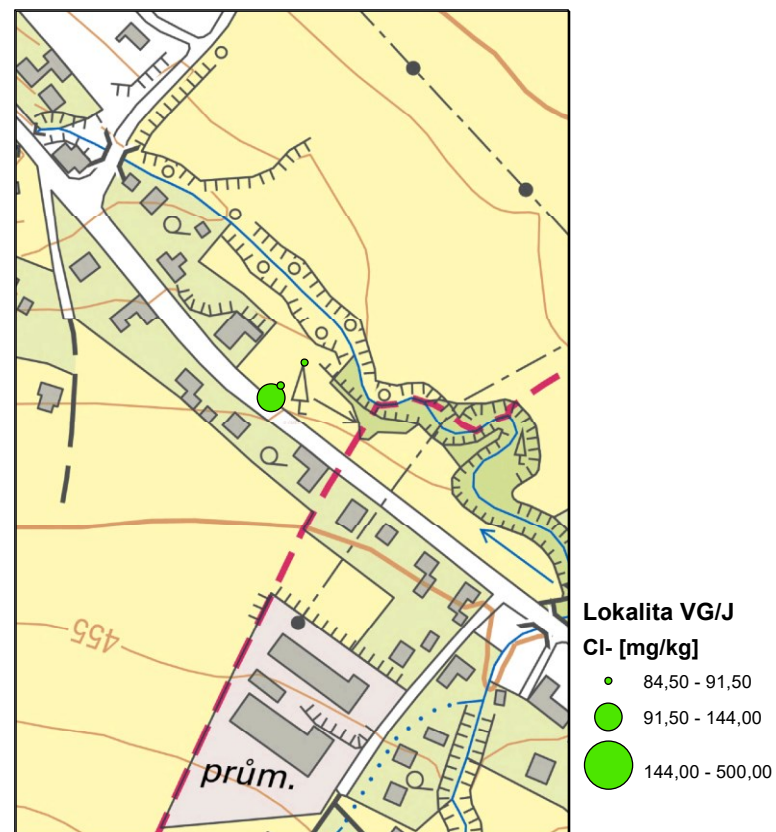 455
prům.
Lokalita VG/J
Cl- [mg/kg]
84,50 - 91,50
91,50 - 144,00
144,00 - 500,00